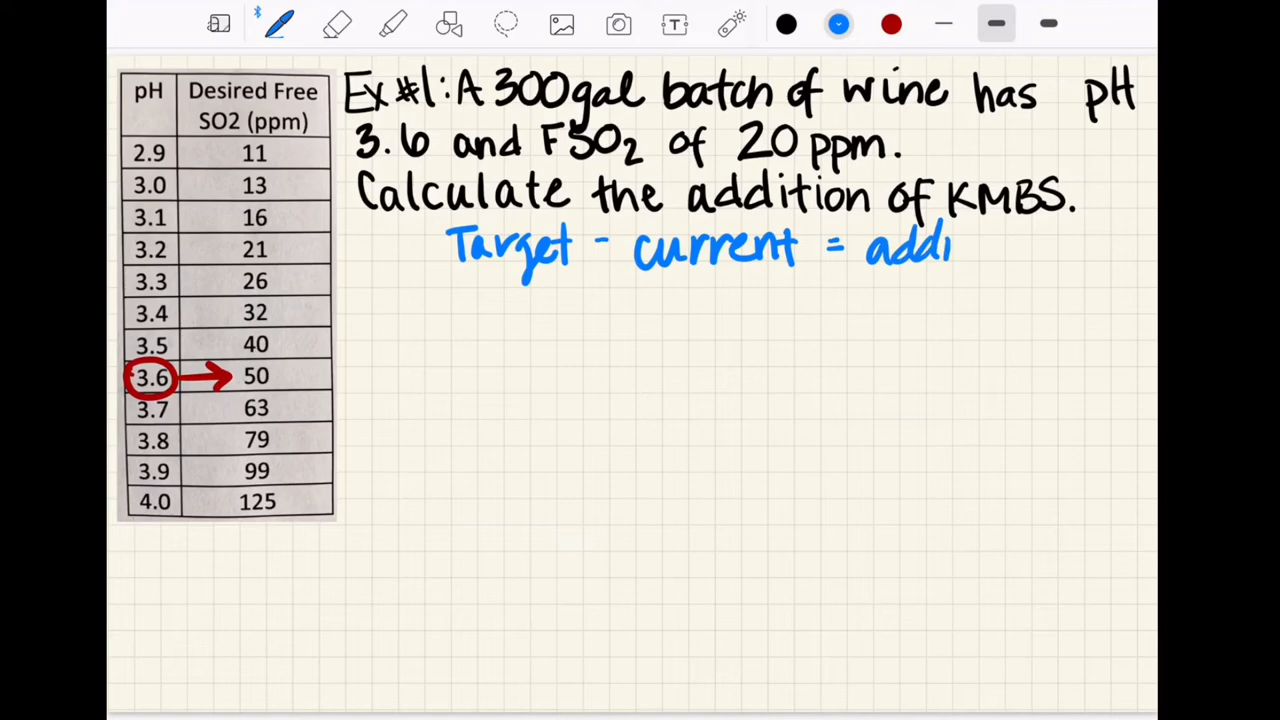 pH Desired Free SO2 (ppm)
2.9 11
3.0 13
3.1 16
3.2 21
3.3 26
3.4 32
3.5 40
3.6 50
3.7 63
3.8 79
3.9 99
4.0 125
Ex #1: A 300gal batch of wine has pH
3.6 and FSO2 of 20 ppm.
Calculate the addition of KMBS.
Target - current = addi
T